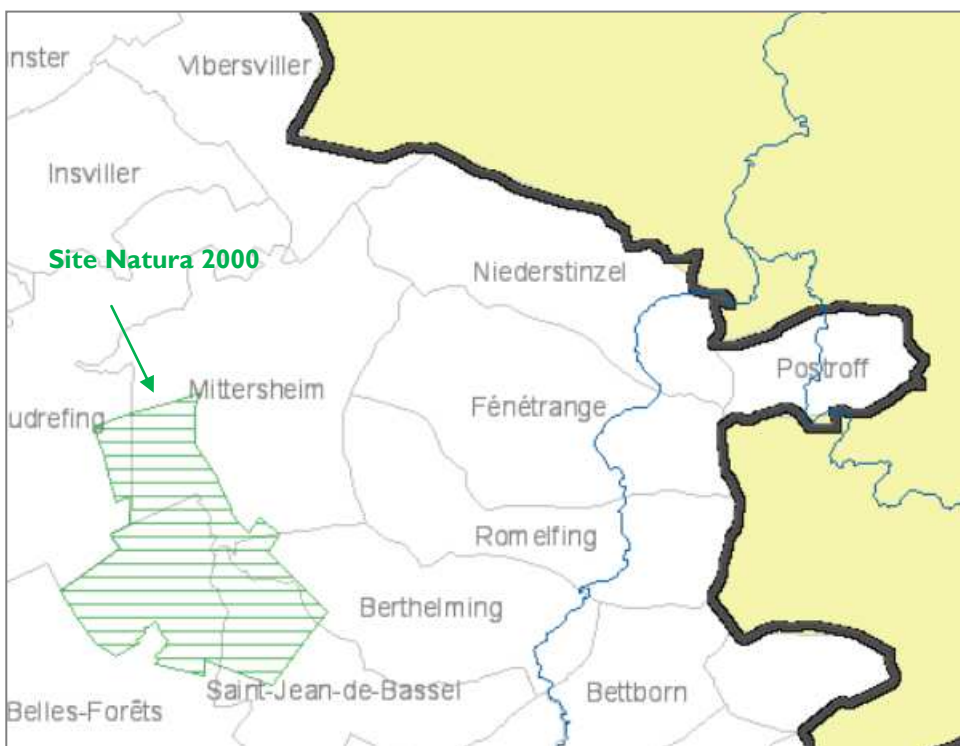 nster
Vibersviller
Insviller
Site Natura 2000
Niederstinzel
Postroff
Mittersheim
udrefing
Fénétrange
Romelfing
Berthelming
Saint-Jean-de-Bassel
Bettborn
Belles-Forêts